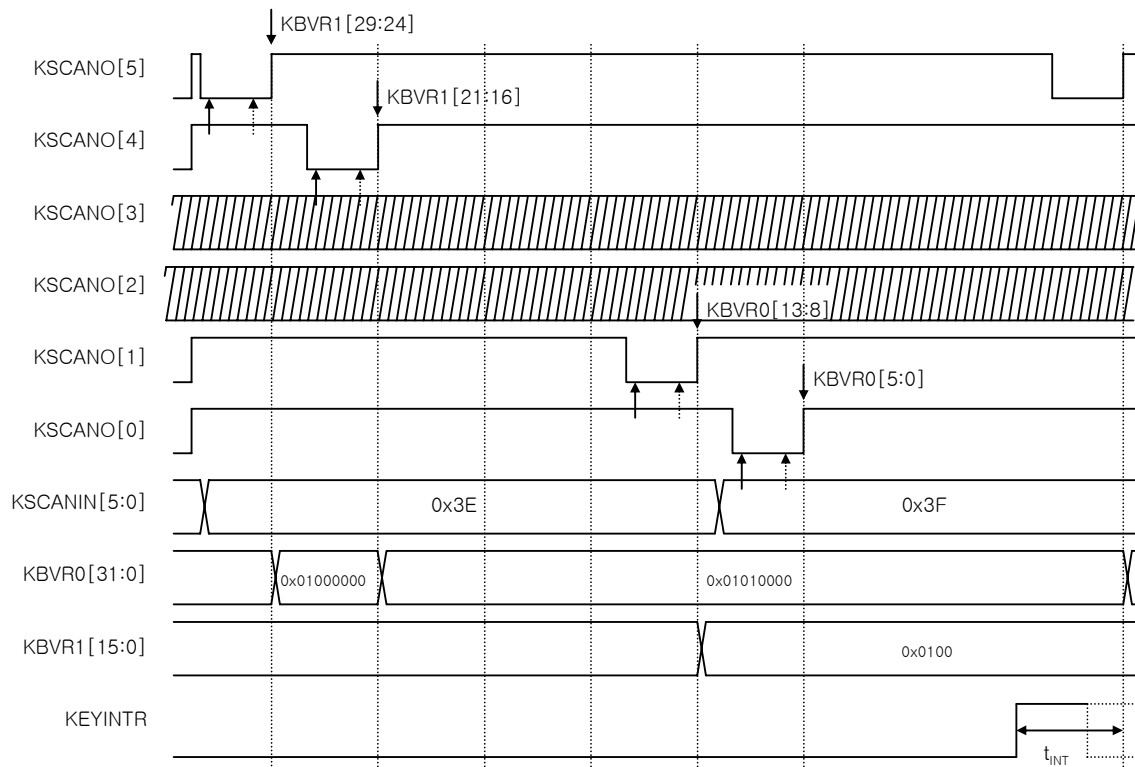 KBVR1[29:24]
KSCANO[5]
KBVR1[21:16]
KSCANO[4]
KSCANO[3]
KSCANO[2]
KBVR0[13:8]
KSCANO[1]
KBVR0[5:0]
KSCANO[0]
KSCANIN[5:0]
0x3E
0x3F
KBVR0[31:0]
0x01000000
0x01010000
KBVR1[15:0]
0x0100
KEYINTR
tINT